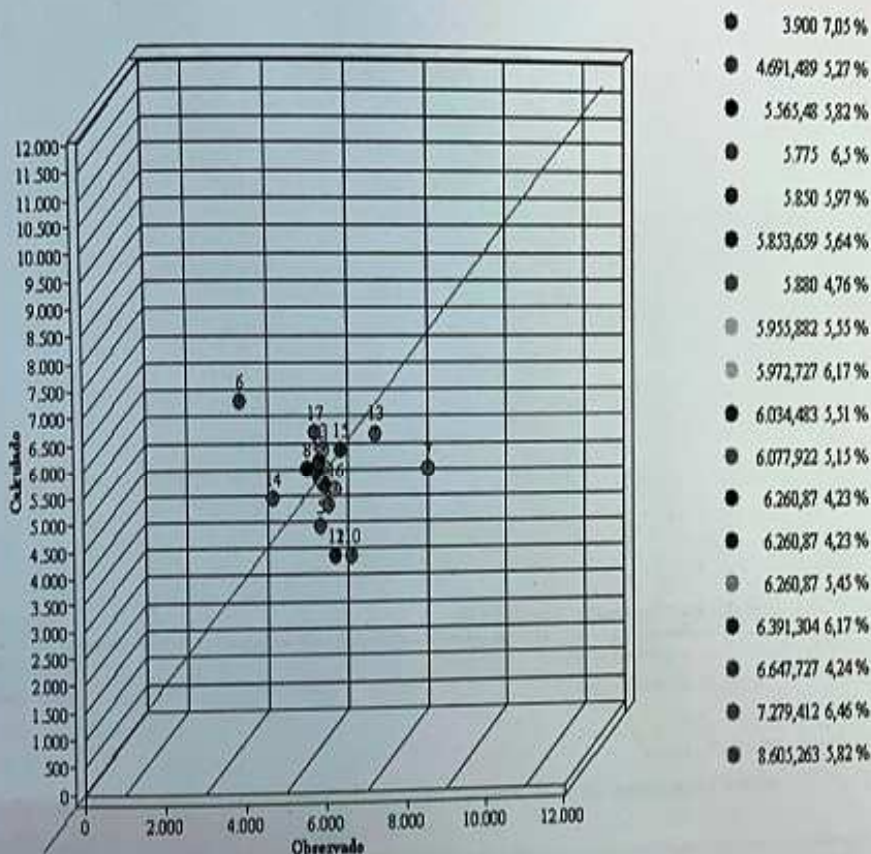 12.000
11.500
11.000
10.500
10.000
9.500
9.000
8.500
8.000
7.500
7.000
6.500
6.000
5.500
5.000
4.500
4.000
3.500
3.000
2.500
2.000
1.500
1.000
500
0
Calculado
0 2.000 4.000 6.000 8.000 10.000 12.000
Observado
6
17
15
13
8
4
10
3.900 7,05 %
4.691,489 5,27 %
5.565,48 5,82 %
5.775 6,5 %
5.850 5,97 %
5.853,659 5,64 %
5.880 4,76 %
5.955,882 5,55 %
5.972,727 6,17 %
6.034,483 5,51 %
6.077,922 5,15 %
6.260,87 4,23 %
6.260,87 4,23 %
6.260,87 5,45 %
6.391,304 6,17 %
6.647,727 4,24 %
7.279,412 6,46 %
8.605,263 5,82 %